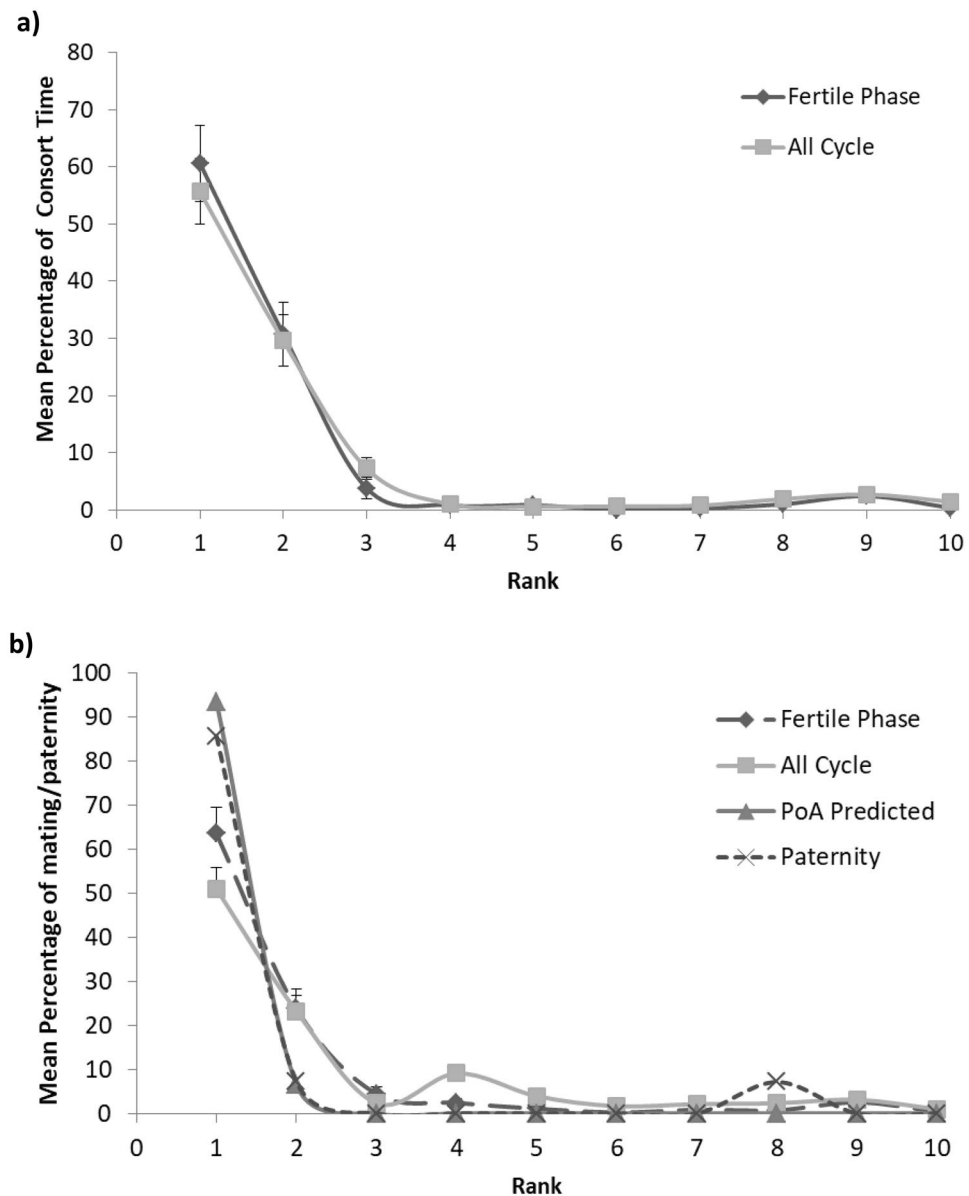 a)
80
70
60
50
40
30
20
10
0
Mean Percentage of Consort Time
Fertile Phase
All Cycle
0 1 2 3 4 5 6 7 8 9 10
Rank
b)
100
90
80
70
60
50
40
30
20
10
0
Mean Percentage of mating/paternity
Fertile Phase
All Cycle
PoA Predicted
Paternity
0 1 2 3 4 5 6 7 8 9 10
Rank